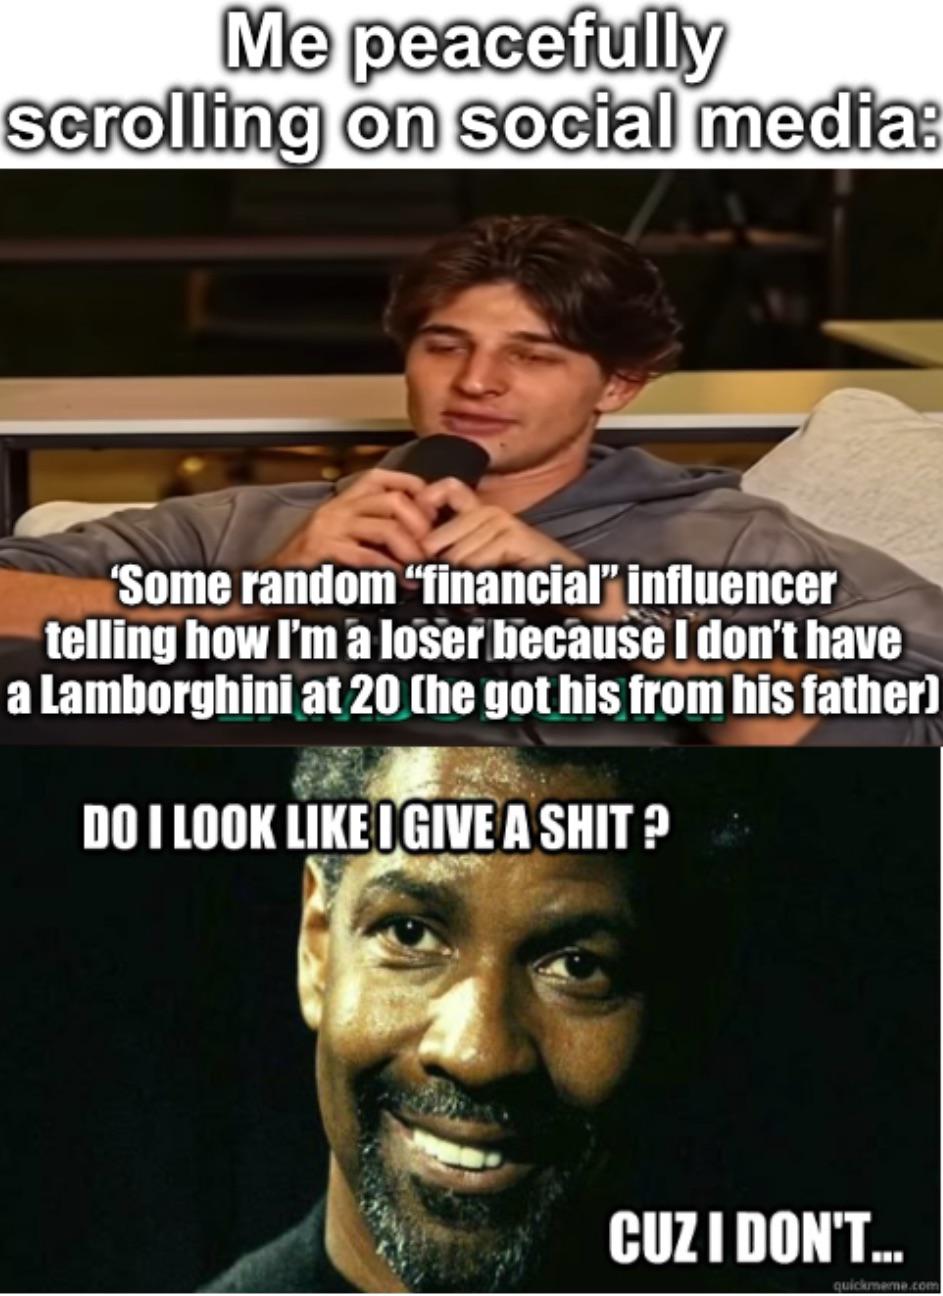 Me peacefully
scrolling on social media:
‘Some random “financial” influencer
telling how I’m a loser because I don’t have
a Lamborghini at 20 (he got his from his father)
DO I LOOK LIKE I GIVE A SHIT ?
CUZ I DON'T...
quickmeme.com